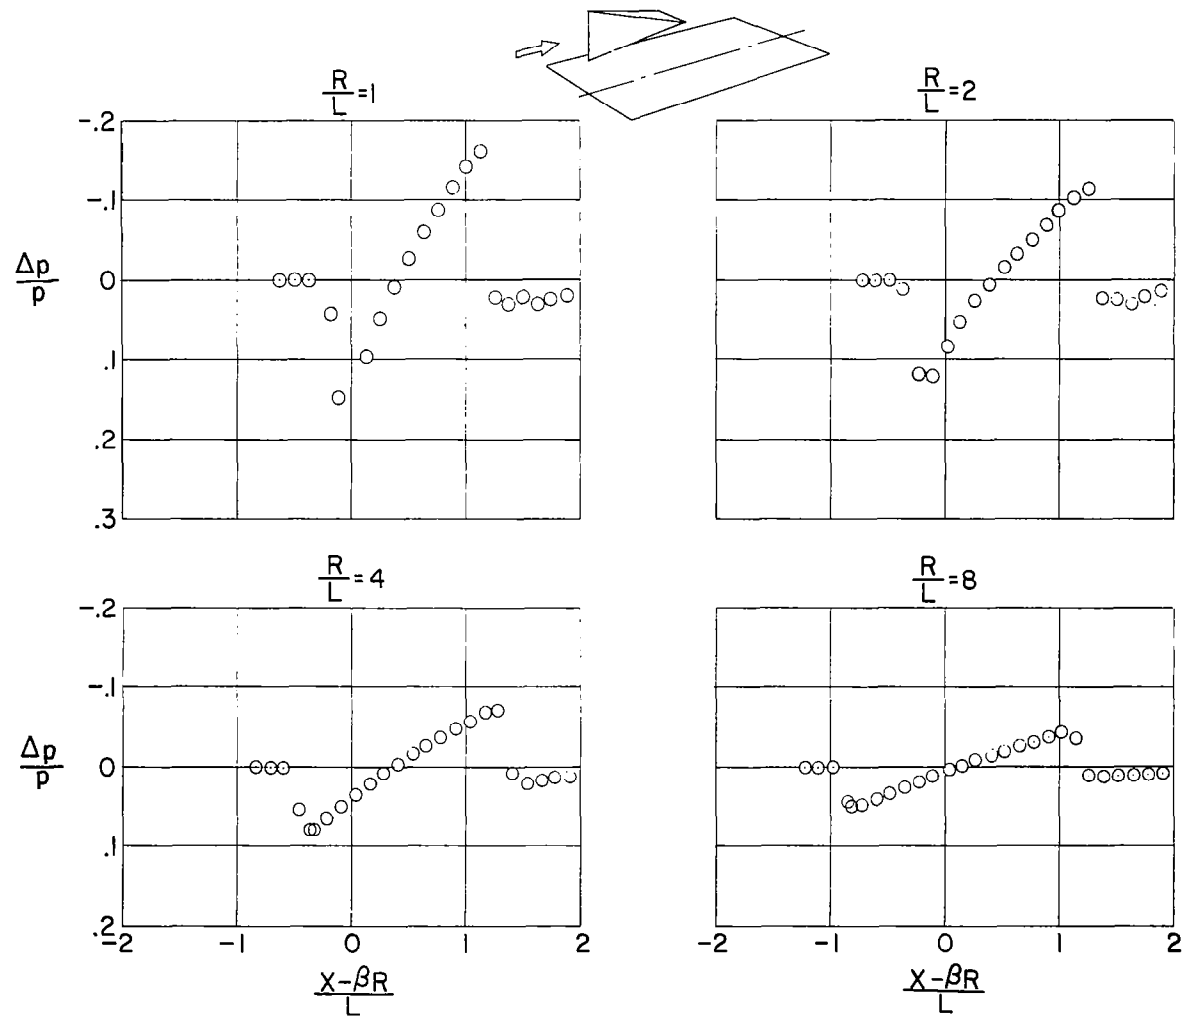 R/L=1
R/L=2
-.2
-.1
Δp/p
0
.1
.2
.3
R/L=4
R/L=8
-.2
-.1
Δp/p
0
.1
.2
-2 -1 0 1 2
-2 -1 0 1 2
X-βR/L
X-βR/L